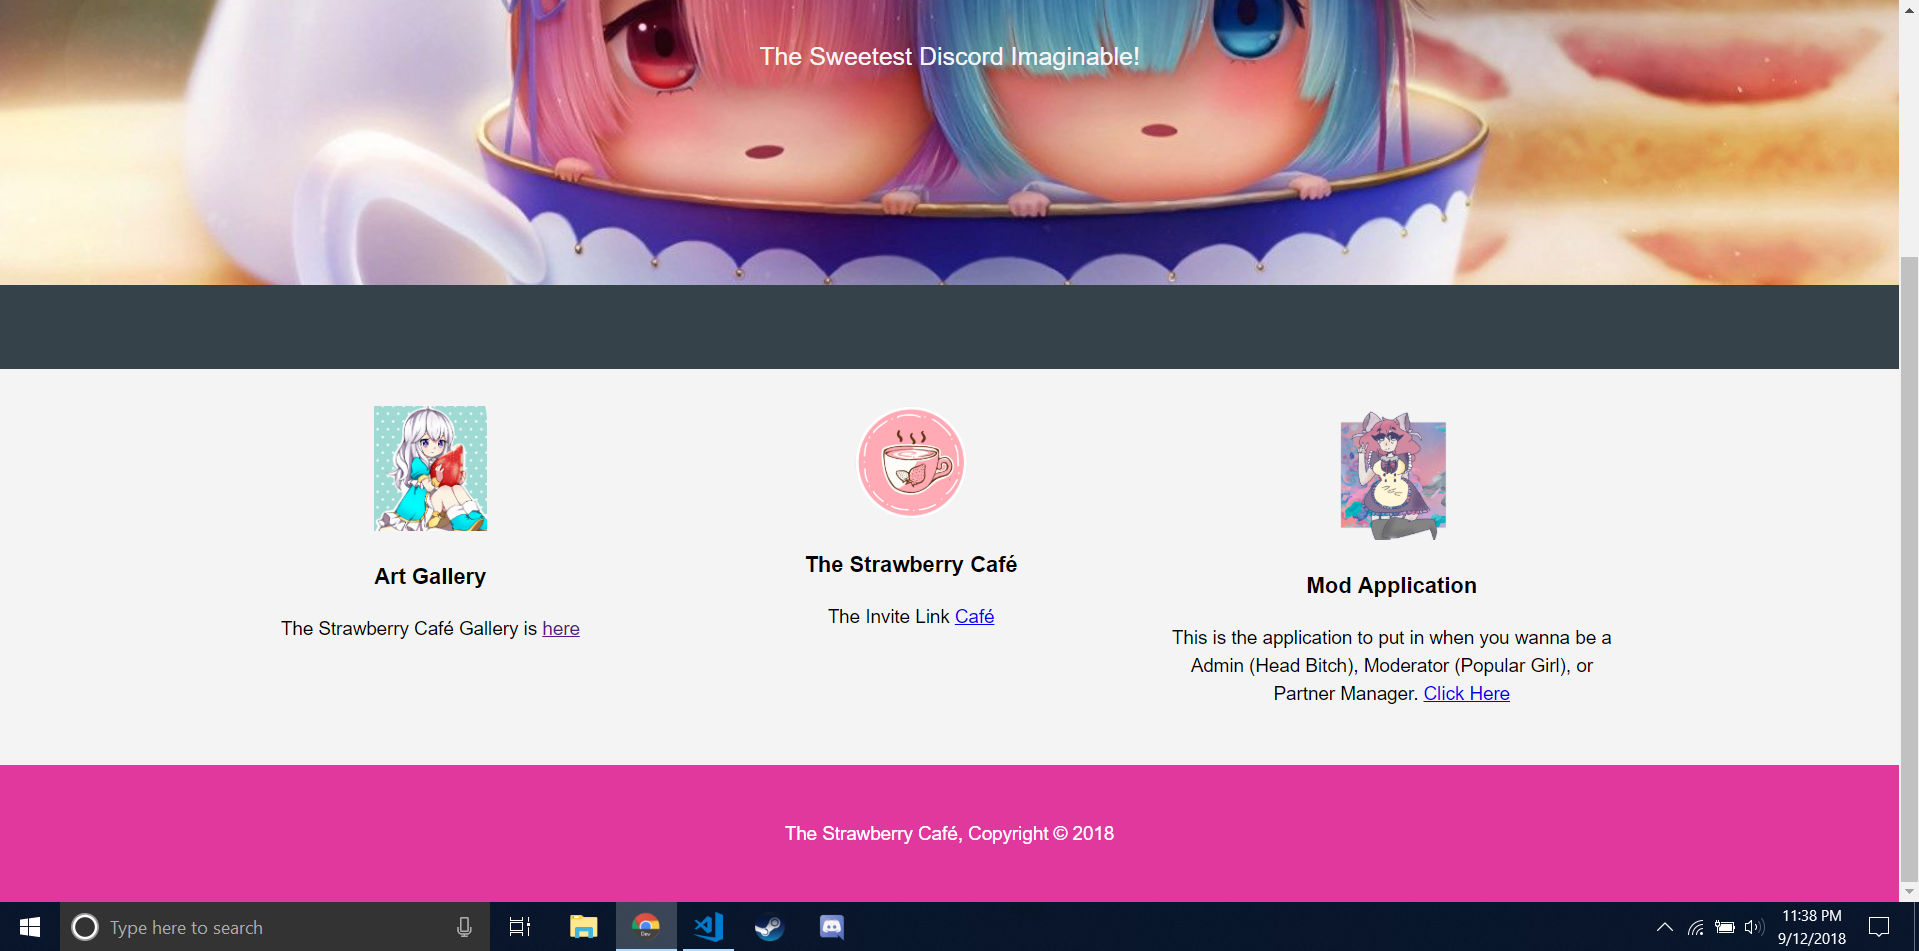 The Sweetest Discord Imaginable!
Art Gallery
The Strawberry Café Gallery is here
The Strawberry Café
The Invite Link Café
Mod Application
This is the application to put in when you wanna be a
Admin (Head Bitch), Moderator (Popular Girl), or
Partner Manager. Click Here
The Strawberry Café, Copyright © 2018
Type here to search
Dev
11:38 PM
9/12/2018